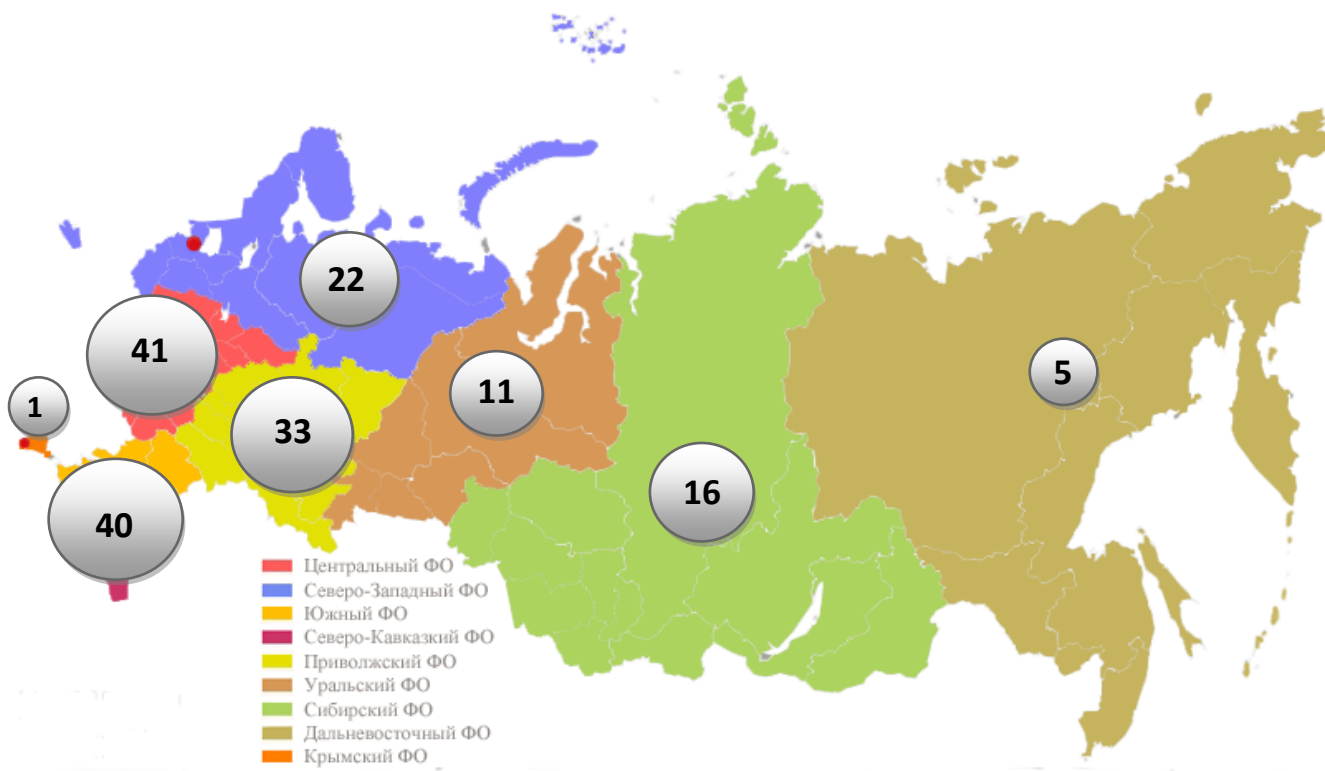 22
41
11
5
1
33
16
40
Центральный ФО
Северо-Западный ФО
Южный ФО
Северо-Кавказкий ФО
Приволжский ФО
Уральский ФО
Сибирский ФО
Дальневосточный ФО
Крымский ФО